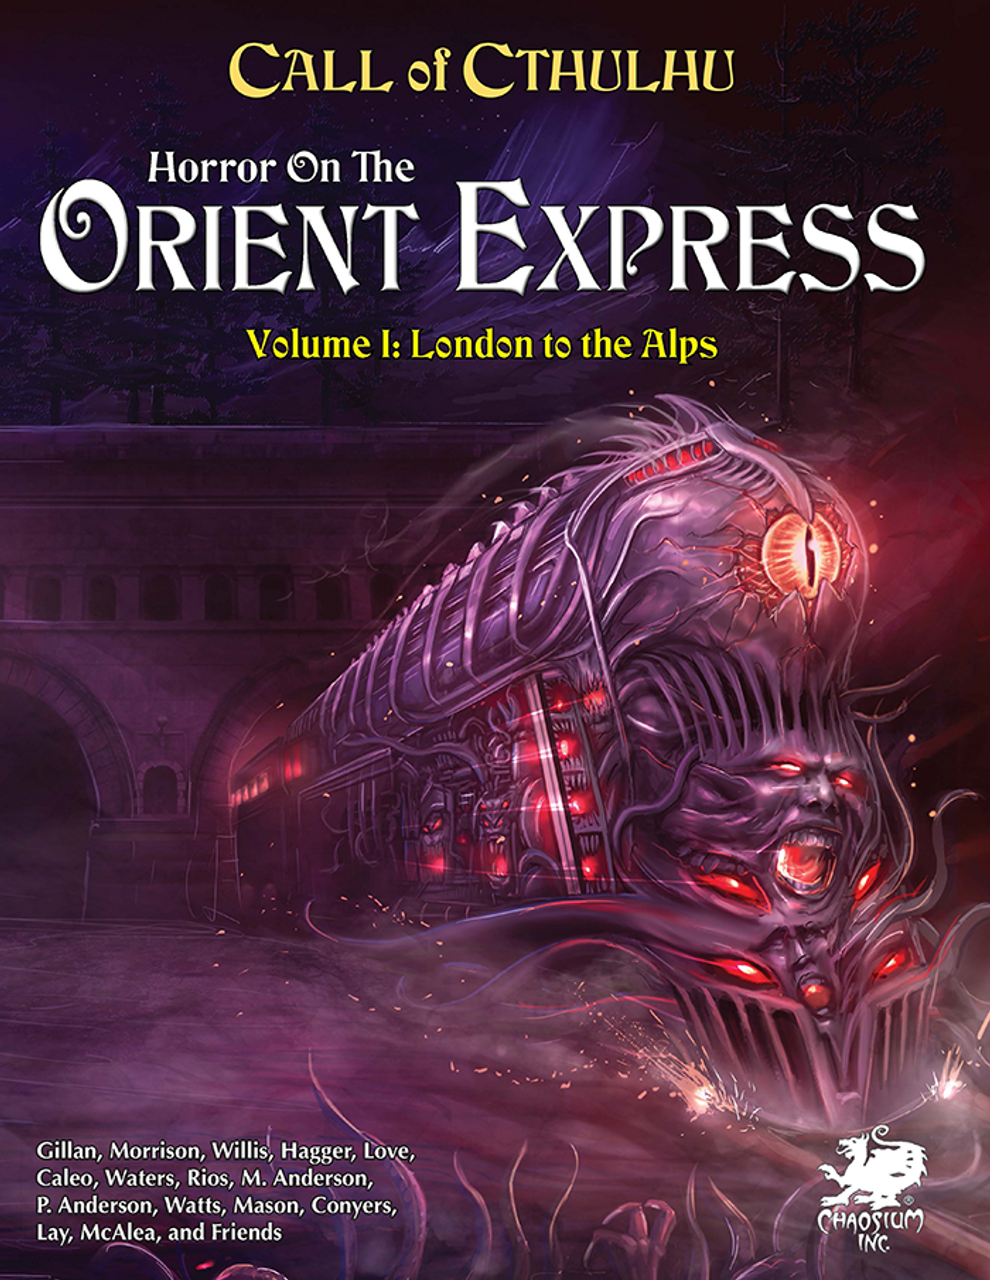 CALL of CTHULHU
Horror On The
ORIENT EXPRESS
Volume I: London to the Alps
Gillan, Morrison, Willis, Hagger, Love,
Caleo, Waters, Rios, M. Anderson,
P. Anderson, Watts, Mason, Conyers,
Lay, McAlea, and Friends
®
CHAOSIUM
INC.